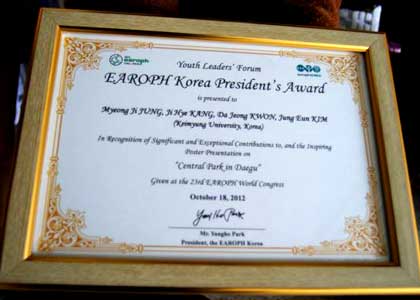 earoph
Youth Leaders' Forum
EAROPH Korea President's Award
is presented to
Myeong Ji JUNG, Ji Hye KANG, Da Jeong KWON, Jung Eun KIM
(Keimyung University, Korea)
In Recognition of Significant and Exceptional Contributions to, and the Inspiring
Poster Presentation on
"Central Park in Daegu"
Given at the 23rd EAROPH World Congress
October 18, 2012
Mr. Yangho Park
President, the EAROPH Korea